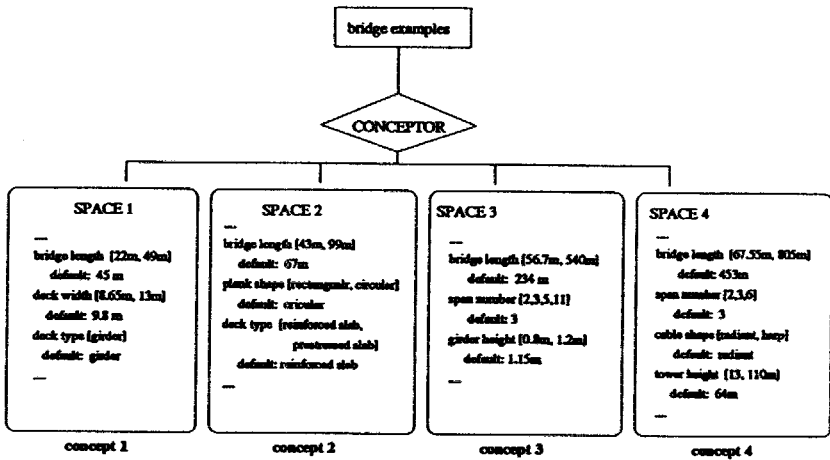 bridge examples
CONCEPTOR
SPACE 1
....
bridge length [22m, 49m]
default: 45 m
deck width [8.65m, 13m]
default: 9.8 m
deck type [girder]
default: girder
....
concept 1
SPACE 2
....
bridge length [43m, 99m]
default: 67m
plank shape [rectangular, circular]
default: circular
deck type [reinforced slab,
prestressed slab]
default: reinforced slab
....
concept 2
SPACE 3
....
bridge length [56.7m, 540m]
default: 234 m
span number [2,3,5,11]
default: 3
girder height [0.8m, 1.2m]
default: 1.15m
....
concept 3
SPACE 4
....
bridge length [67.55m, 805m]
default: 453m
span number [2,3,6]
default: 3
cable shape [radient, harp]
default: radient
tower height [13, 110m]
default: 64m
....
concept 4